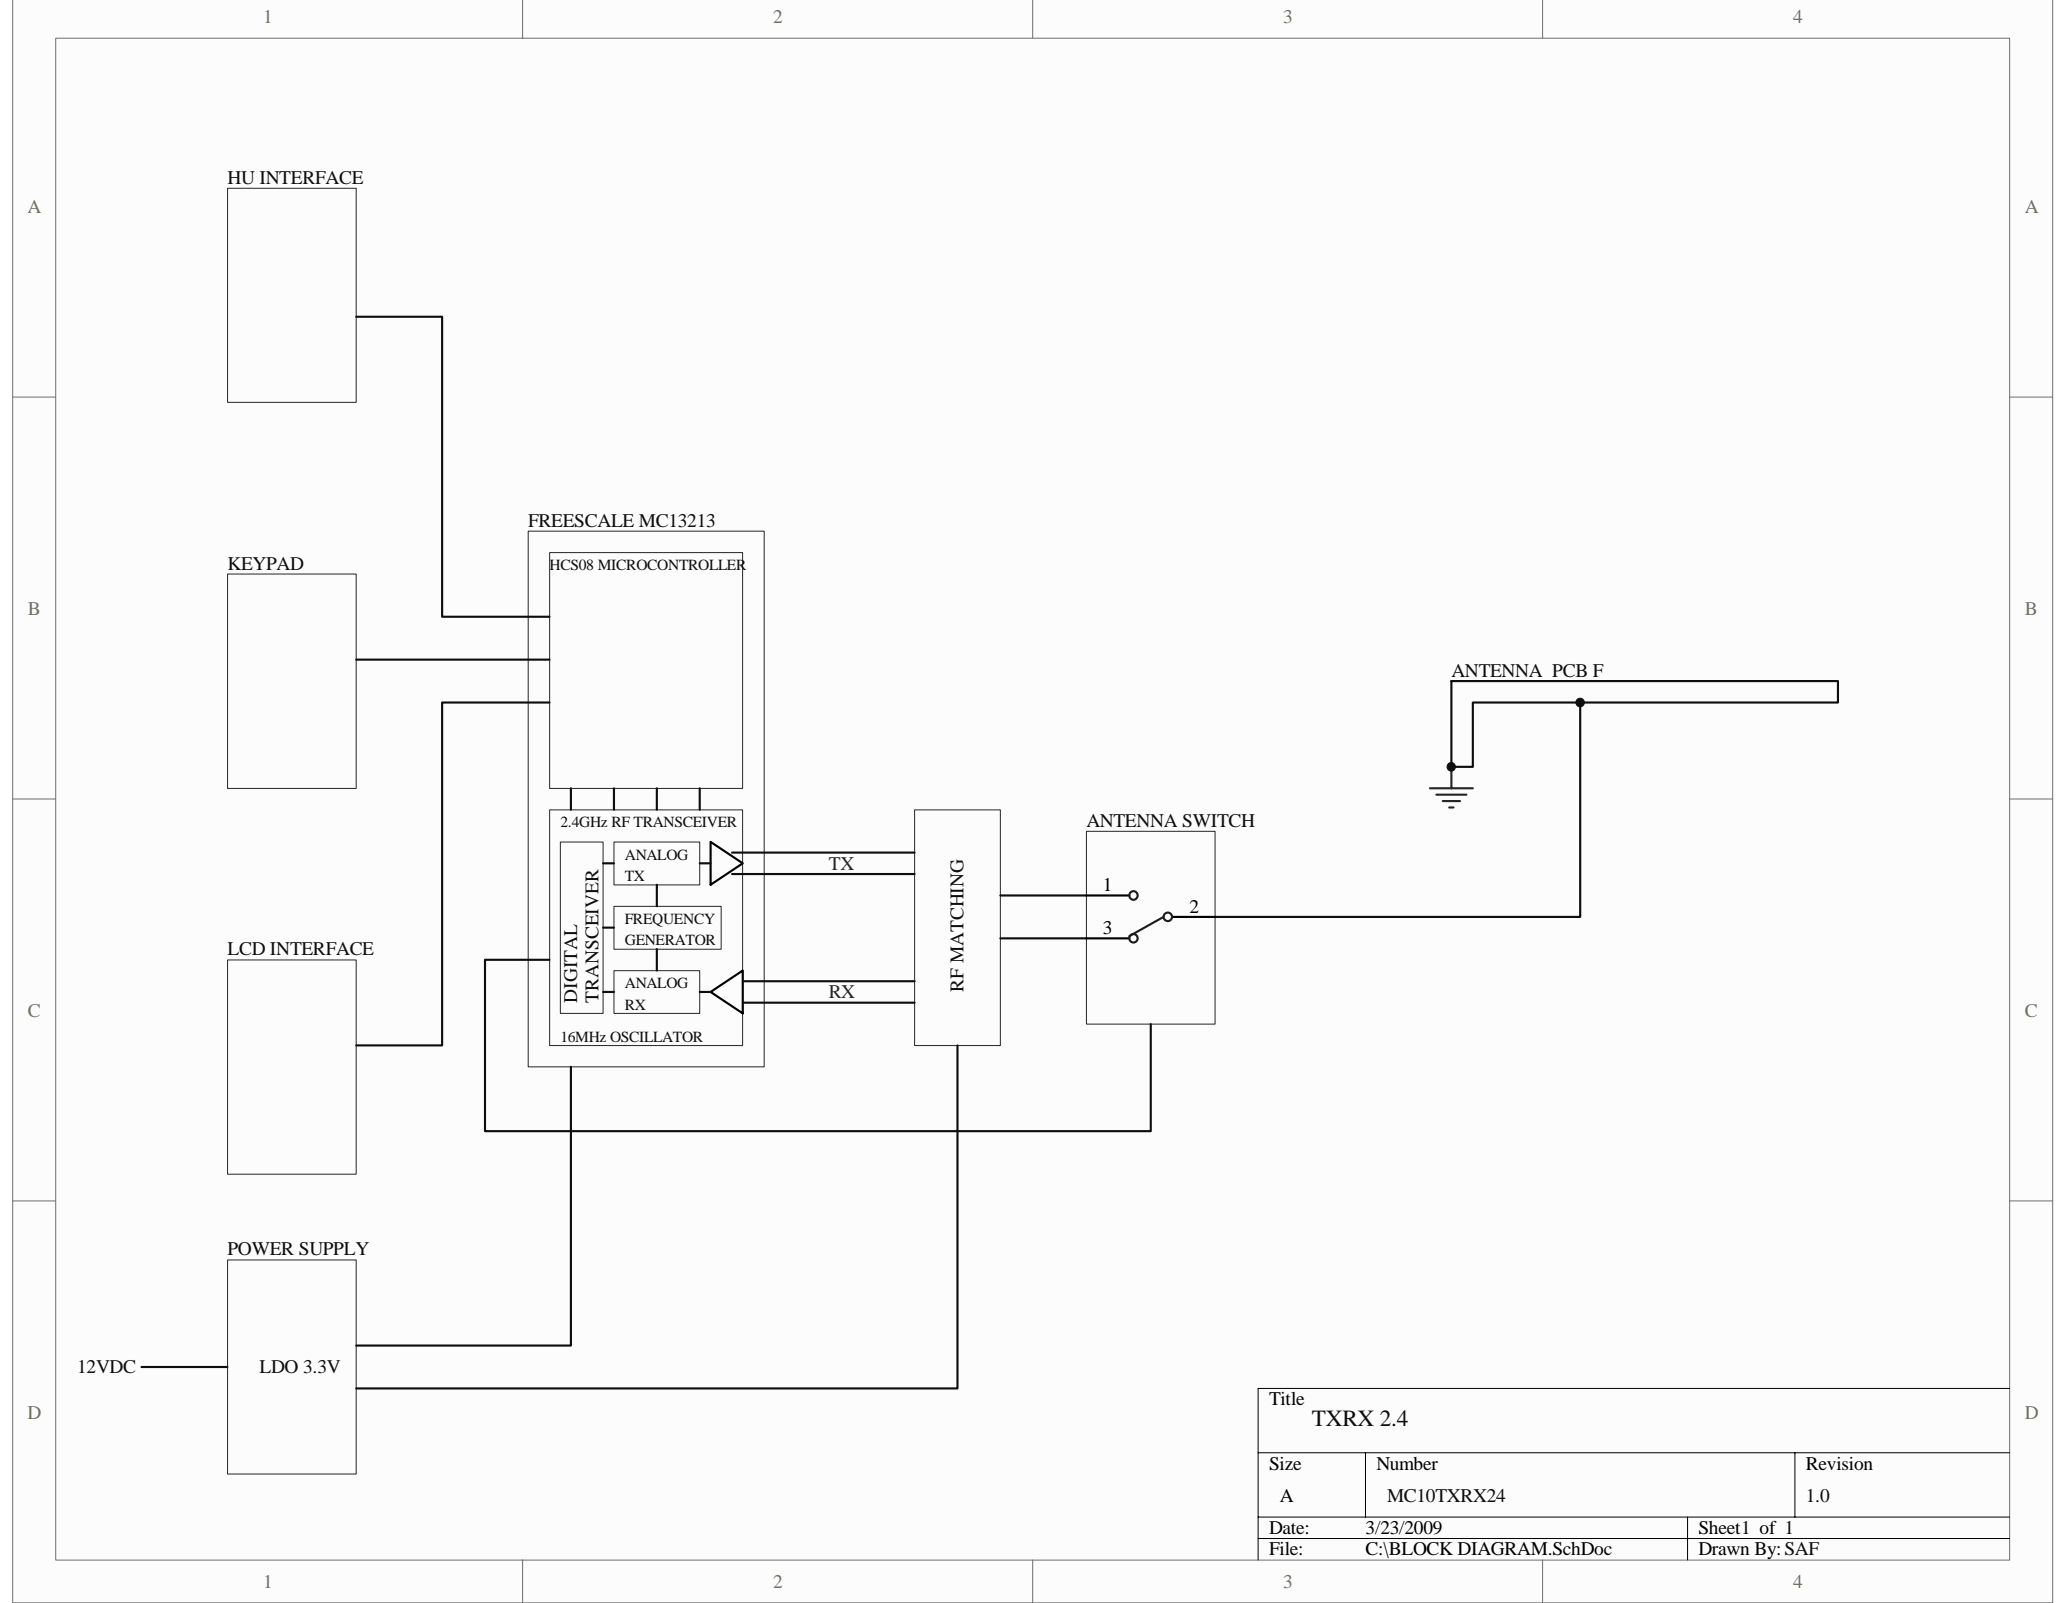 1 2 3 4
HU INTERFACE
A A
FREESCALE MC13213
HCS08 MICROCONTROLLER
KEYPAD
B B
ANTENNA PCB F
2.4GHz RF TRANSCEIVER
ANTENNA SWITCH
ANALOG
TX
TX
DIGITAL
TRANSCEIVER
FREQUENCY
GENERATOR
RF MATCHING
1
2
3
LCD INTERFACE
ANALOG
RX
RX
C C
16MHz OSCILLATOR
POWER SUPPLY
12VDC
LDO 3.3V
D D
Title
TXRX 2.4
Size Number Revision
A MC10TXRX24 1.0
Date: 3/23/2009 Sheet1 of 1
File: C:\BLOCK DIAGRAM.SchDoc Drawn By: SAF
1 2 3 4